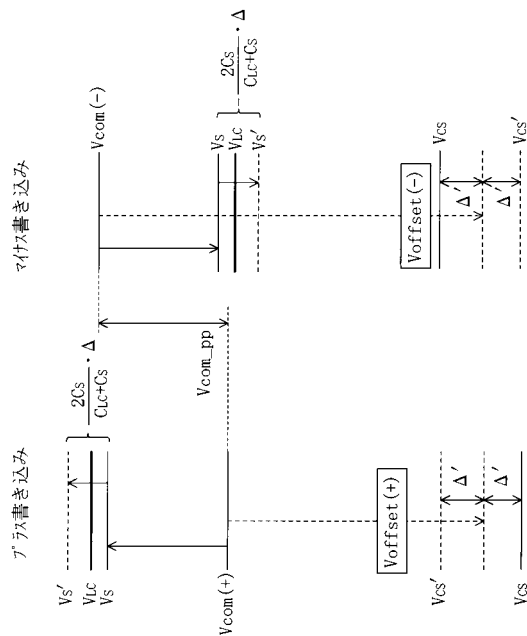 プラス書き込み
マイナス書き込み
Vs′
VLC
Vs
2Cs
CLC+Cs
· Δ
Vcom(+)
Vcom_pp
Voffset(+)
Vcs′
Δ′
Δ′
Vcs
Vcom(-)
Vs
VLC
Vs′
2Cs
CLC+Cs
· Δ
Voffset(-)
Vcs
Δ′
Δ′
Vcs′